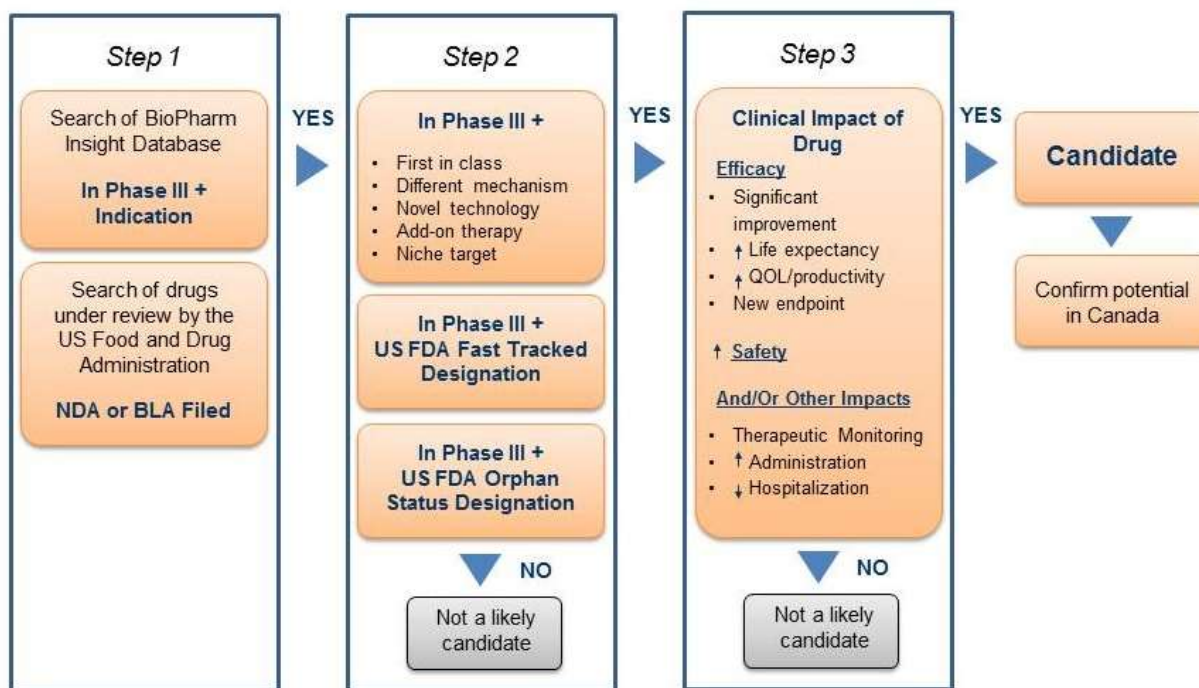 Step 1
Search of BioPharm
Insight Database
In Phase III +
Indication
Search of drugs
under review by the
US Food and Drug
Administration
NDA or BLA Filed
YES
Step 2
In Phase III +
• First in class
• Different mechanism
• Novel technology
• Add-on therapy
• Niche target
In Phase III +
US FDA Fast Tracked
Designation
In Phase III +
US FDA Orphan
Status Designation
NO
Not a likely
candidate
YES
Step 3
Clinical Impact of
Drug
Efficacy
• Significant
improvement
• ↑ Life expectancy
• ↑ QOL/productivity
• New endpoint
↑ Safety
And/Or Other Impacts
• Therapeutic Monitoring
• ↑ Administration
• ↓ Hospitalization
NO
Not a likely
candidate
YES
Candidate
Confirm potential
in Canada